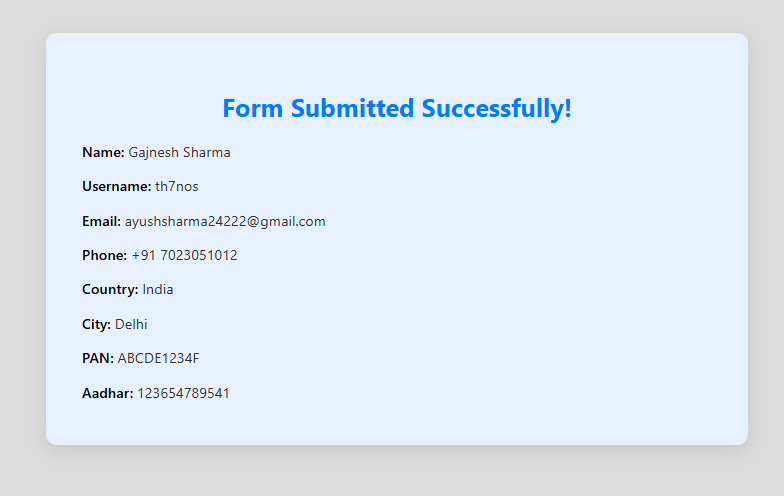 Form Submitted Successfully!
Name: Gajnesh Sharma
Username: th7nos
Email: ayushsharma24222@gmail.com
Phone: +91 7023051012
Country: India
City: Delhi
PAN: ABCDE1234F
Aadhar: 123654789541